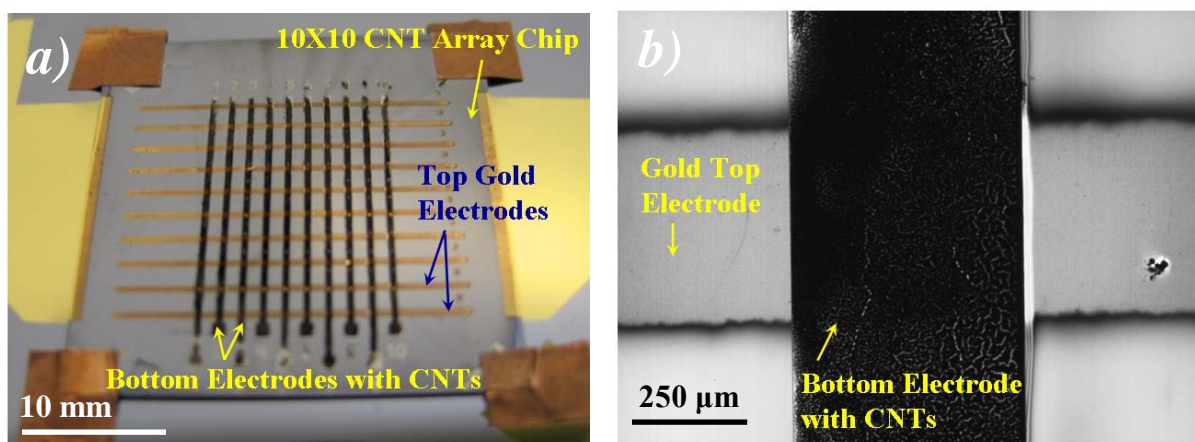 a)
10X10 CNT Array Chip
Top Gold
Electrodes
Bottom Electrodes with CNTs
10 mm
b)
Gold Top
Electrode
Bottom Electrode
with CNTs
250 μm